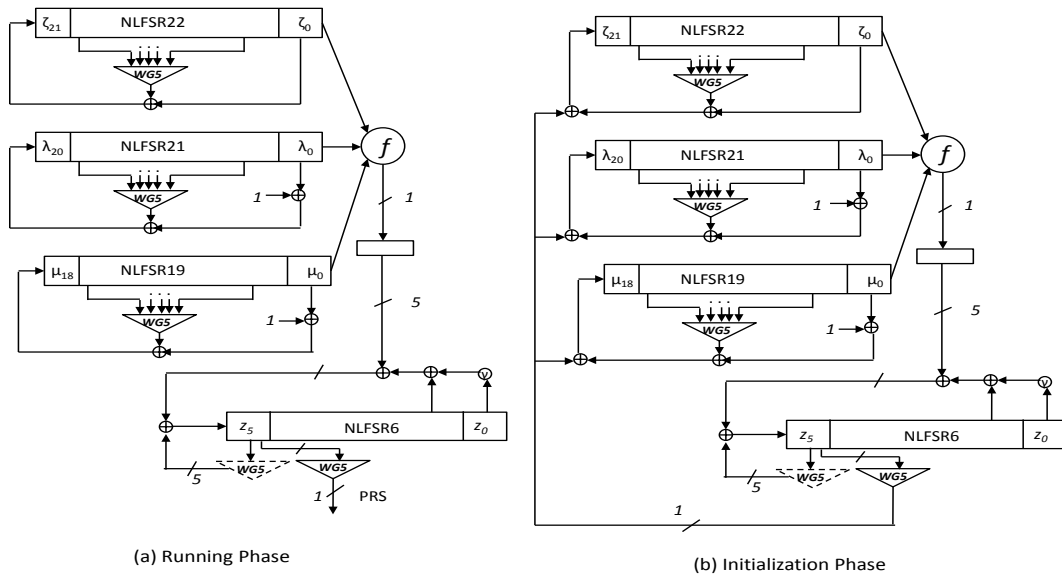 ζ21 NLFSR22 ζ0
...
WG5
λ20 NLFSR21 λ0
...
WG5
1
f
1
μ18 NLFSR19 μ0
...
WG5
1
5
v
z5 NLFSR6 z0
WG5 WG5
5
1 PRS
(a) Running Phase
ζ21 NLFSR22 ζ0
...
WG5
λ20 NLFSR21 λ0
...
WG5
1
f
1
μ18 NLFSR19 μ0
...
WG5
1
5
v
z5 NLFSR6 z0
WG5 WG5
5
1
(b) Initialization Phase